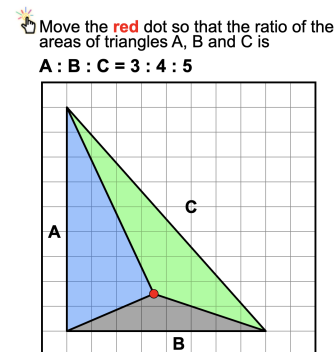 Move the red dot so that the ratio of the
areas of triangles A, B and C is
A : B : C = 3 : 4 : 5
C
A
B